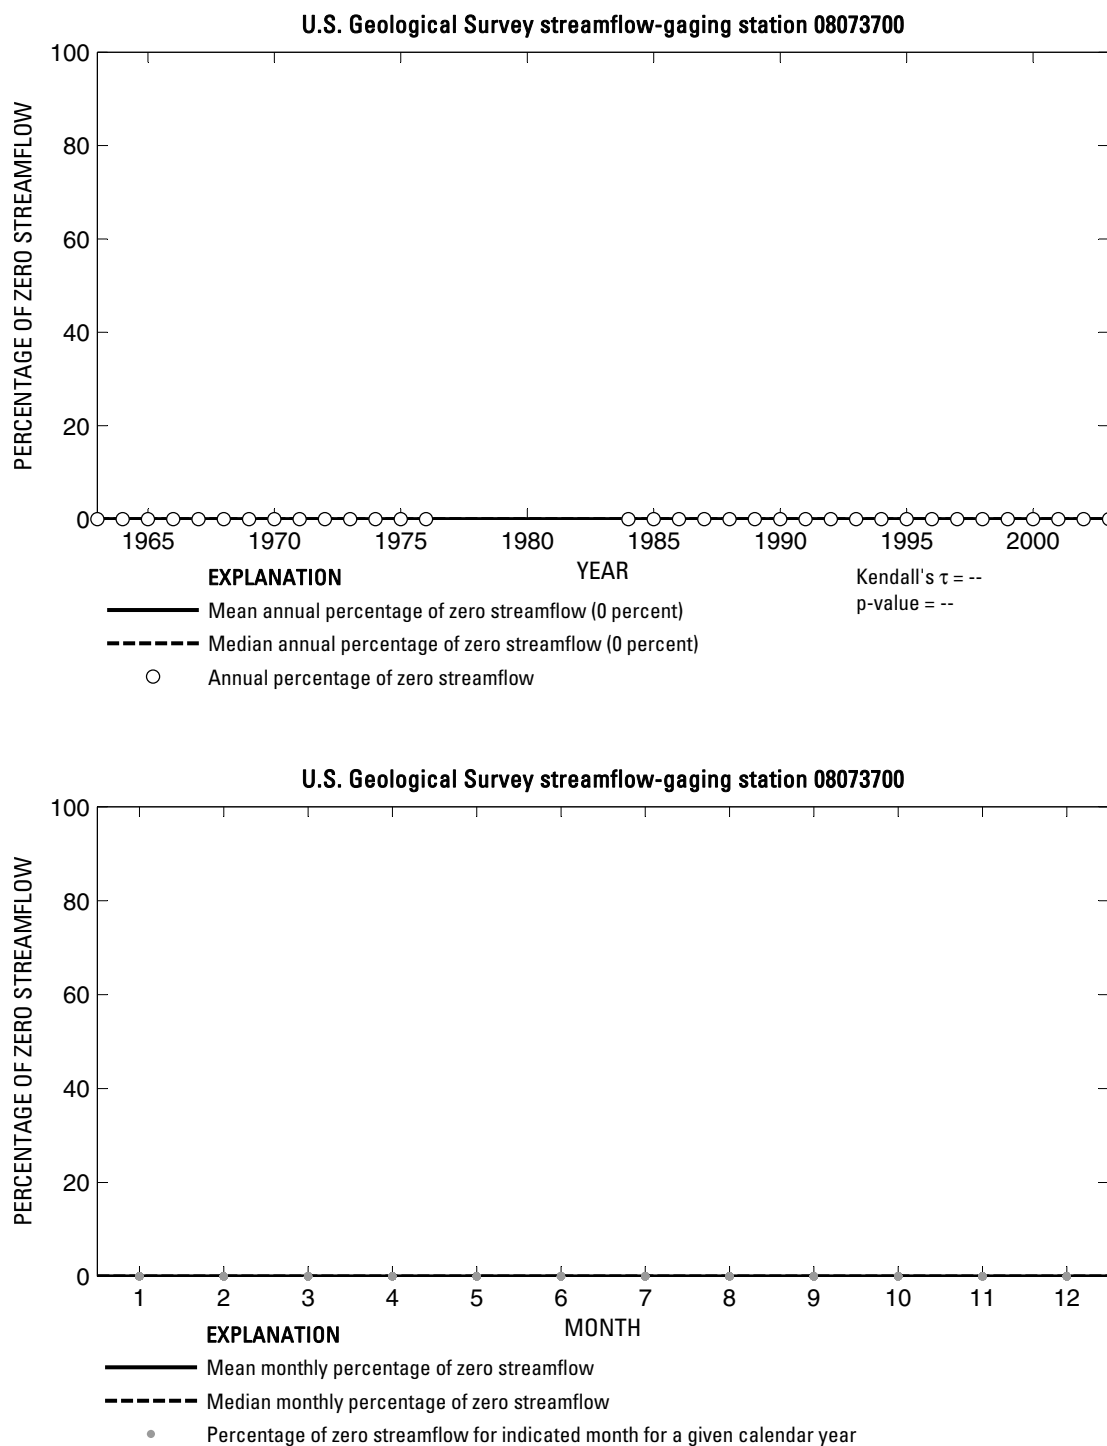 U.S. Geological Survey streamflow-gaging station 08073700
100
80
60
40
20
0
PERCENTAGE OF ZERO STREAMFLOW
1965 1970 1975 1980 1985 1990 1995 2000
YEAR
EXPLANATION
Mean annual percentage of zero streamflow (0 percent)
Median annual percentage of zero streamflow (0 percent)
Annual percentage of zero streamflow
Kendall's τ = --
p-value = --
U.S. Geological Survey streamflow-gaging station 08073700
100
80
60
40
20
0
PERCENTAGE OF ZERO STREAMFLOW
1 2 3 4 5 6 7 8 9 10 11 12
MONTH
EXPLANATION
Mean monthly percentage of zero streamflow
Median monthly percentage of zero streamflow
Percentage of zero streamflow for indicated month for a given calendar year